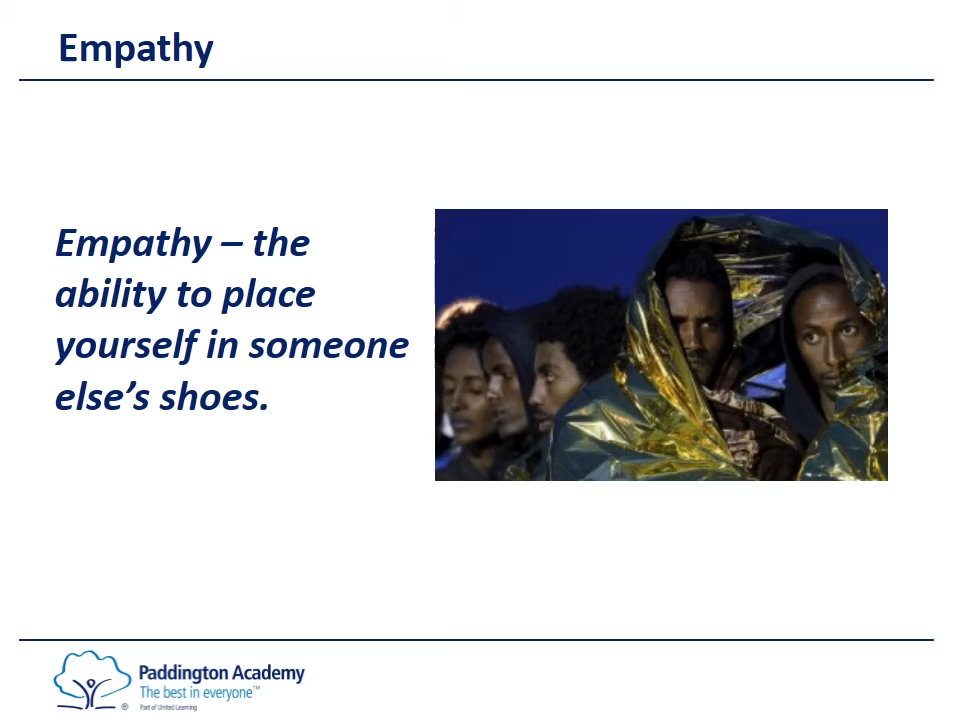 Empathy
Empathy – the
ability to place
yourself in someone
else’s shoes.
Paddington Academy
The best in everyone™
Part of United Learning
®